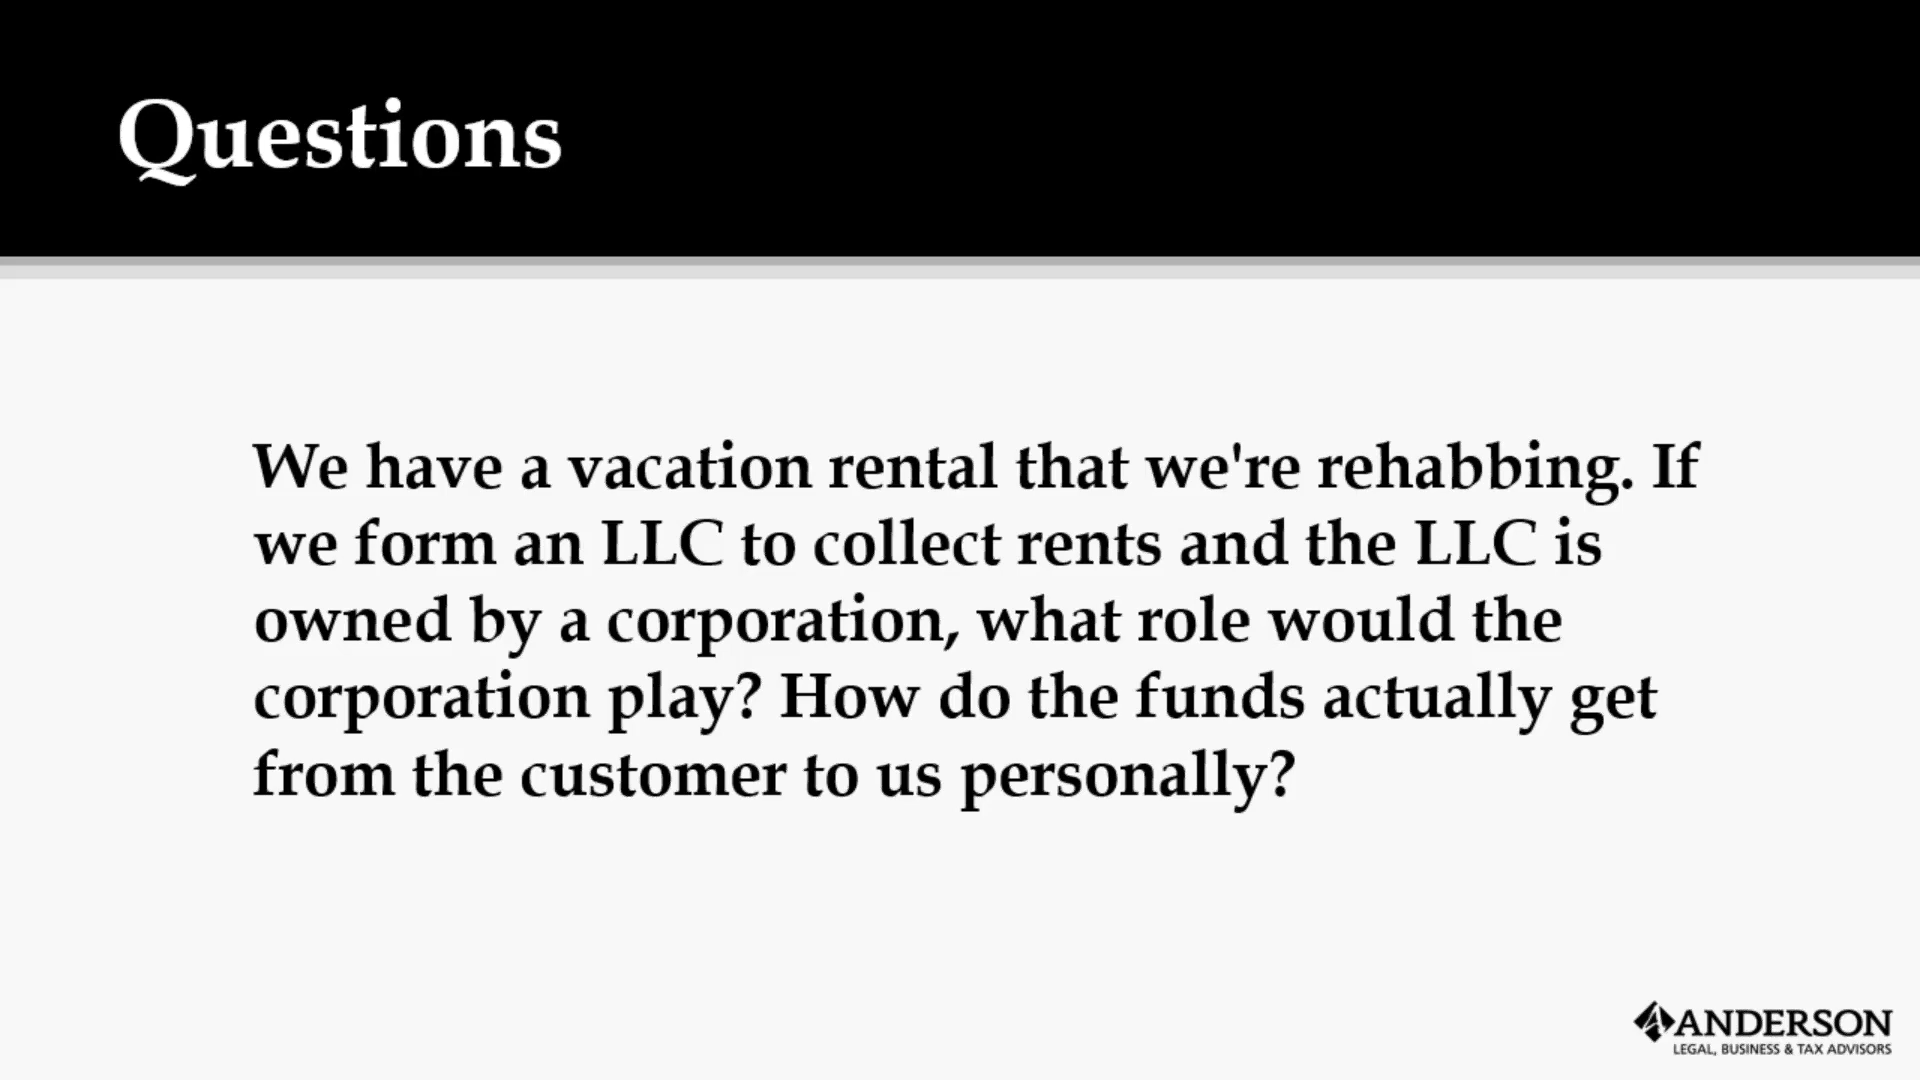 Questions
We have a vacation rental that we're rehabbing. If
we form an LLC to collect rents and the LLC is
owned by a corporation, what role would the
corporation play? How do the funds actually get
from the customer to us personally?
ANDERSON
LEGAL, BUSINESS & TAX ADVISORS